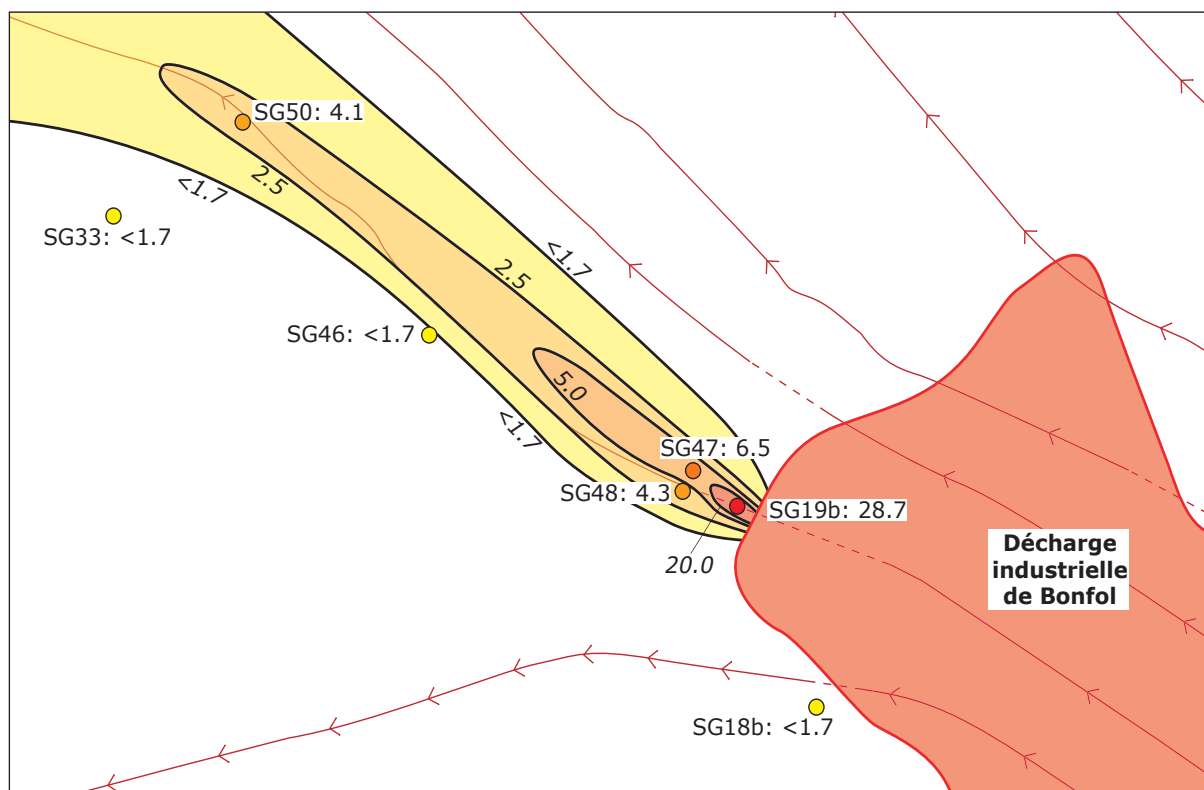 SG50: 4.1
2.5
<1.7
SG33: <1.7
<1.7
2.5
SG46: <1.7
5.0
<1.7
SG47: 6.5
SG48: 4.3
SG19b: 28.7
20.0
Décharge
industrielle
de Bonfol
SG18b: <1.7